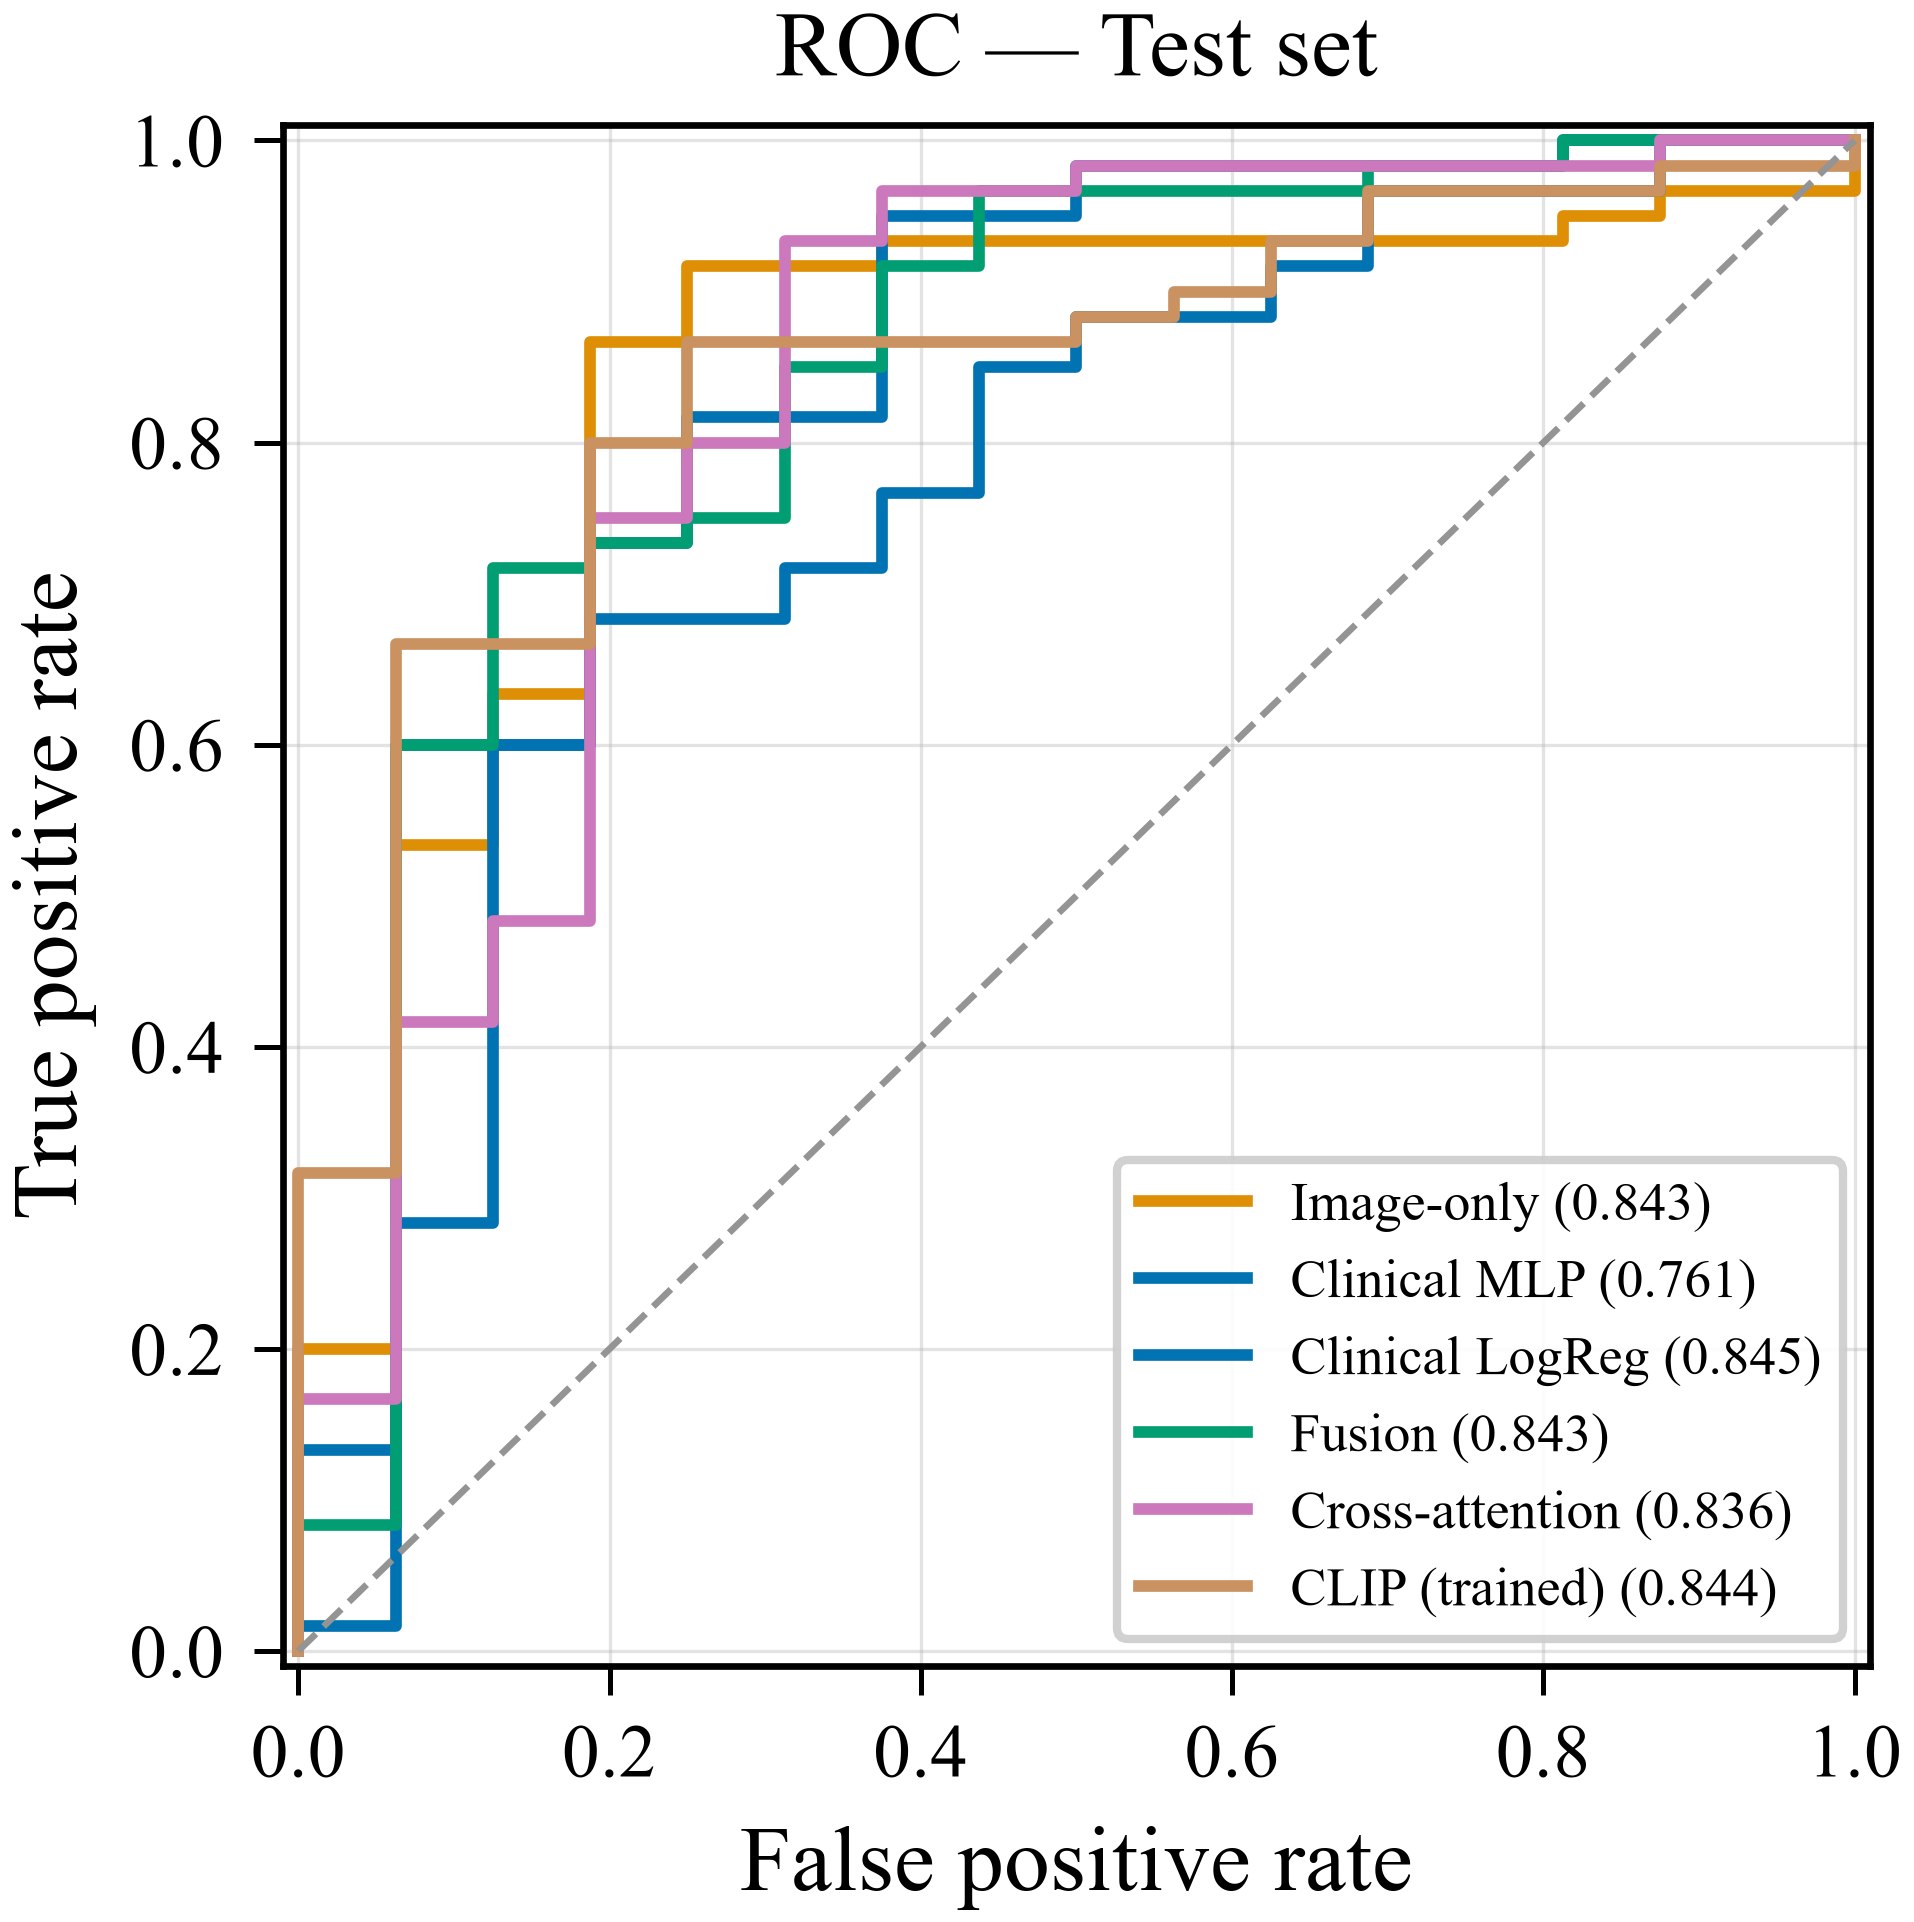 ROC — Test set
True positive rate
1.0
0.8
0.6
0.4
0.2
0.0
Image-only (0.843)
Clinical MLP (0.761)
Clinical LogReg (0.845)
Fusion (0.843)
Cross-attention (0.836)
CLIP (trained) (0.844)
0.0 0.2 0.4 0.6 0.8 1.0
False positive rate